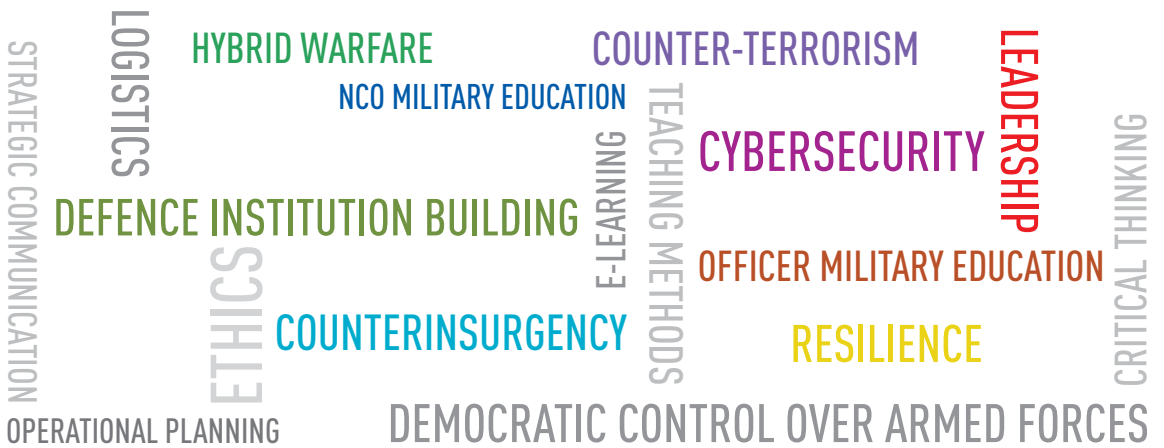 STRATEGIC COMMUNICATION
LOGISTICS
HYBRID WARFARE
COUNTER-TERRORISM
LEADERSHIP
NCO MILITARY EDUCATION
TEACHING METHODS
CYBERSECURITY
CRITICAL THINKING
E-LEARNING
DEFENCE INSTITUTION BUILDING
ETHICS
OFFICER MILITARY EDUCATION
COUNTERINSURGENCY
RESILIENCE
OPERATIONAL PLANNING
DEMOCRATIC CONTROL OVER ARMED FORCES